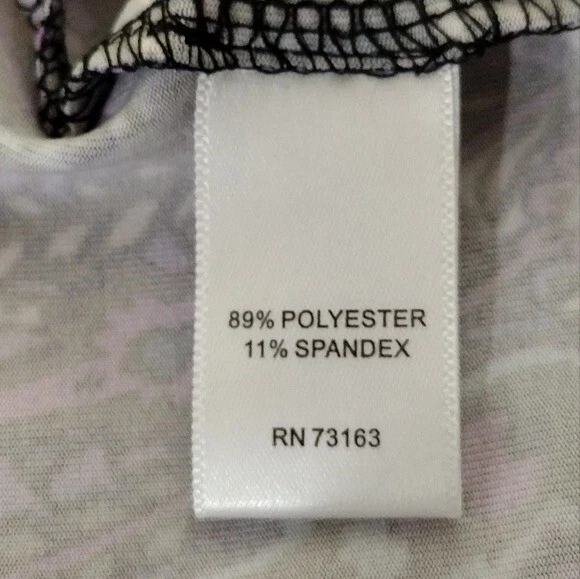 89% POLYESTER
11% SPANDEX
RN 73163